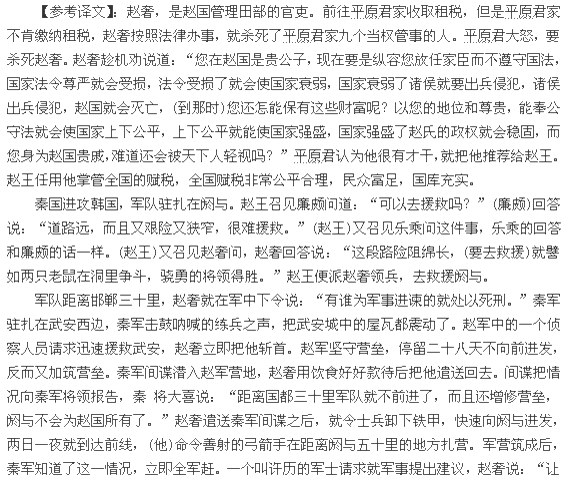 【参考译文】：赵奢，是赵国管理田部的官吏。前往平原君家收取租税，但是平原君家
不肯缴纳租税，赵奢按照法律办事，就杀死了平原君家九个当权管事的人。平原君大怒，要
杀死赵奢。赵奢趁机劝说道：“您在赵国是贵公子，现在要是纵容您放任家臣而不遵守国法，
国家法令尊严就会受损，法令受损了就会使国家衰弱，国家衰弱了诸侯就要出兵侵犯，诸侯
出兵侵犯，赵国就会灭亡，(到那时)您还怎能保有这些财富呢？以您的地位和尊贵，能奉公
守法就会使国家上下公平，上下公平就能使国家强盛，国家强盛了赵氏的政权就会稳固，而
您身为赵国贵戚，难道还会被天下人轻视吗？”平原君认为他很有才干，就把他推荐给赵王。
赵王任用他掌管全国的赋税，全国赋税非常公平合理，民众富足，国库充实。
秦国进攻韩国，军队驻扎在阏与。赵王召见廉颇问道：“可以去援救吗？”(廉颇)回答
说：“道路远，而且又艰险又狭窄，很难援救。”(赵王)又召见乐乘问这件事，乐乘的回答
和廉颇的话一样。(赵王)又召见赵奢问，赵奢回答说：“这段路险阻绵长，(要去救援)就譬
如两只老鼠在洞里争斗，骁勇的将领得胜。”赵王便派赵奢领兵，去救援阏与。
军队距离邯郸三十里，赵奢就在军中下令说：“有谁为军事进谏的就处以死刑。”秦军
驻扎在武安西边，秦军击鼓呐喊的练兵之声，把武安城中的屋瓦都震动了。赵军中的一个侦
察人员请求迅速援救武安，赵奢立即把他斩首。赵军坚守营垒，停留二十八天不向前进发，
反而又加筑营垒。秦军间谍潜入赵军营地，赵奢用饮食好好款待后把他遣送回去。间谍把情
况向秦军将领报告，秦 将大喜说：“距离国都三十里军队就不前进了，而且还增修营垒，
阏与不会为赵国所有了。”赵奢遣送秦军间谍之后，就令士兵卸下铁甲，快速向阏与进发，
两日一夜就到达前线，(他)命令善射的弓箭手在距离阏与五十里的地方扎营。军营筑成后，
秦军知道了这一情况，立即全军赶。一个叫许历的军士请求就军事提出建议，赵奢说：“让